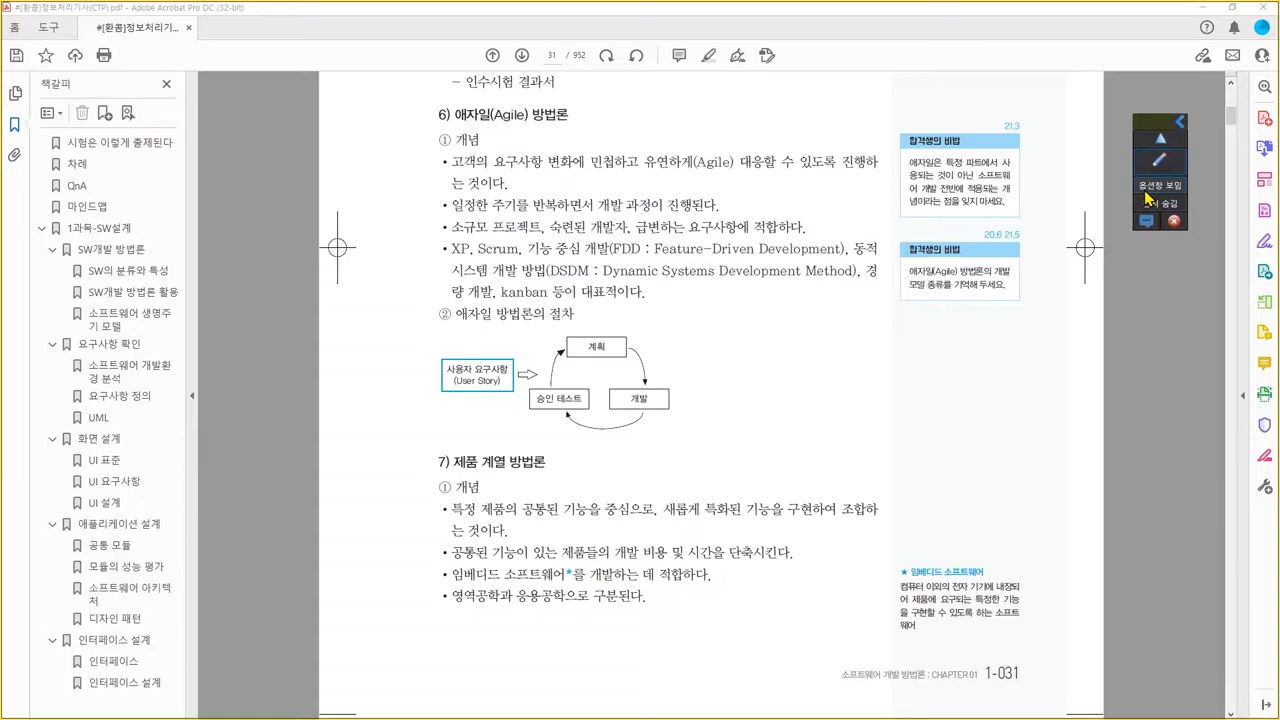 #[환콤]정보처리기사(CTP).pdf - Adobe Acrobat Pro DC (32-bit)
홈 도구 #[환콤]정보처리기... ×
31 / 952
책갈피
시험은 이렇게 출제된다
차례
QnA
마인드맵
1과목-SW설계
SW개발 방법론
SW의 분류와 특성
SW개발 방법론 활용
소프트웨어 생명주
기 모델
요구사항 확인
소프트웨어 개발환
경 분석
요구사항 정의
UML
화면 설계
UI 표준
UI 요구사항
UI 설계
애플리케이션 설계
공통 모듈
모듈의 성능 평가
소프트웨어 아키텍
처
디자인 패턴
인터페이스 설계
인터페이스
인터페이스 설계
- 인수시험 결과서
6) 애자일(Agile) 방법론
① 개념
• 고객의 요구사항 변화에 민첩하고 유연하게(Agile) 대응할 수 있도록 진행하
는 것이다.
• 일정한 주기를 반복하면서 개발 과정이 진행된다.
• 소규모 프로젝트, 숙련된 개발자, 급변하는 요구사항에 적합하다.
• XP, Scrum, 기능 중심 개발(FDD : Feature-Driven Development), 동적
시스템 개발 방법(DSDM : Dynamic Systems Development Method), 경
량 개발, kanban 등이 대표적이다.
② 애자일 방법론의 절차
계획
사용자 요구사항
(User Story)
승인 테스트
개발
7) 제품 계열 방법론
① 개념
• 특정 제품의 공통된 기능을 중심으로, 새롭게 특화된 기능을 구현하여 조합하
는 것이다.
• 공통된 기능이 있는 제품들의 개발 비용 및 시간을 단축시킨다.
• 임베디드 소프트웨어★를 개발하는 데 적합하다.
• 영역공학과 응용공학으로 구분된다.
21.3
합격생의 비법
애자일은 특정 파트에서 사
용되는 것이 아닌 소프트웨
어 개발 전반에 적용되는 개
념이라는 점을 잊지 마세요.
20.6 21.5
합격생의 비법
애자일(Agile) 방법론의 개발
모델 종류를 기억해 두세요.
★ 임베디드 소프트웨어
컴퓨터 이외의 전자 기기에 내장되
어 제품에 요구되는 특정한 기능
을 구현할 수 있도록 하는 소프트
웨어
소프트웨어 개발 방법론 : CHAPTER 01 1-031
옵션창 보임
숨김